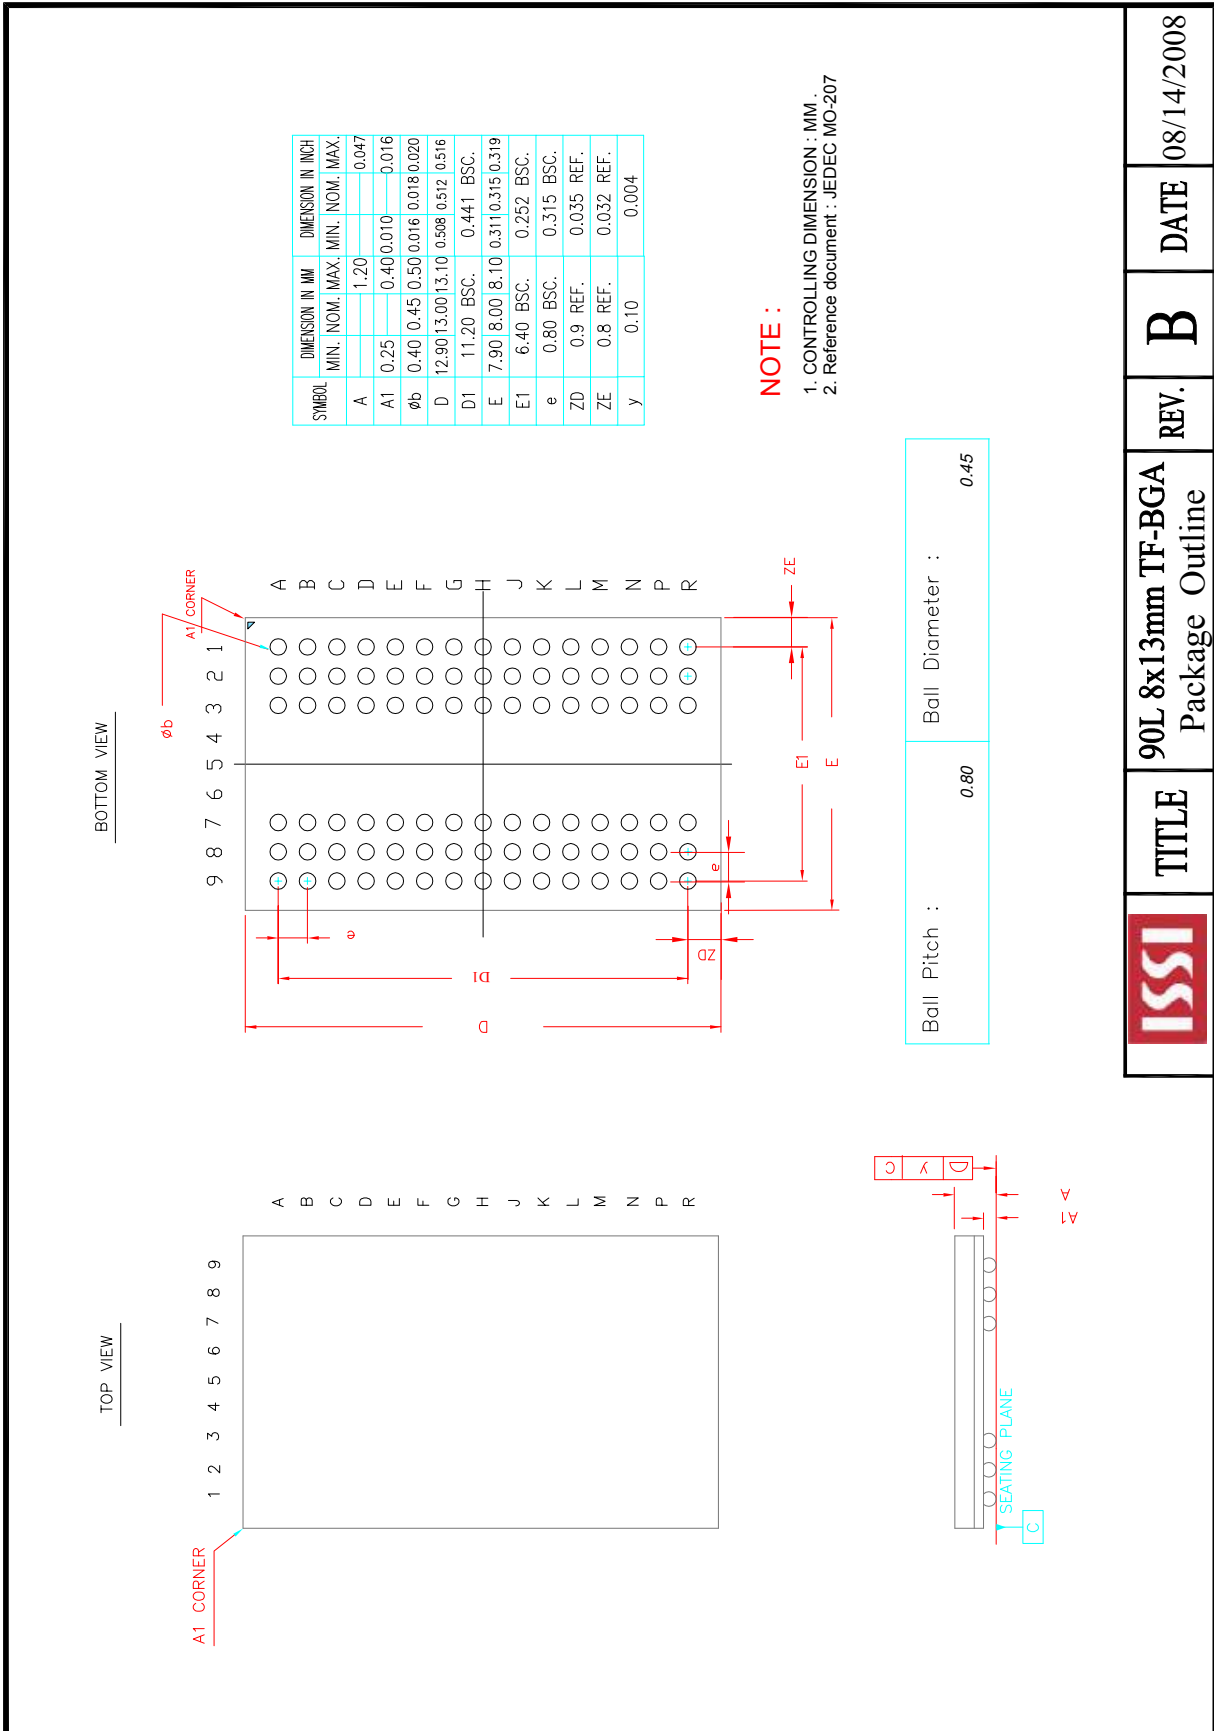 TOP VIEW
A1 CORNER
1 2 3 4 5 6 7 8 9
A
B
C
D
E
F
G
H
J
K
L
M
N
P
R
SEATING PLANE
C
A1
A
y C
BOTTOM VIEW
9 8 7 6 5 4 3 2 1
Øb
A1 CORNER
A
B
C
D
E
F
G
H
J
K
L
M
N
P
R
e
D1
D
ZD
e
E1
E
ZE
SYMBOL DIMENSION IN MM DIMENSION IN INCH
MIN. NOM. MAX. MIN. NOM. MAX.
A 1.20 0.047
A1 0.25 0.40 0.010 0.016
Øb 0.40 0.45 0.50 0.016 0.018 0.020
D 12.90 13.00 13.10 0.508 0.512 0.516
D1 11.20 BSC. 0.441 BSC.
E 7.90 8.00 8.10 0.311 0.315 0.319
E1 6.40 BSC. 0.252 BSC.
e 0.80 BSC. 0.315 BSC.
ZD 0.9 REF. 0.035 REF.
ZE 0.8 REF. 0.032 REF.
y 0.10 0.004
NOTE :
1. CONTROLLING DIMENSION : MM .
2. Reference document : JEDEC MO-207
Ball Pitch : 0.80 Ball Diameter : 0.45
ISSI
TITLE
90L 8x13mm TF-BGA
Package Outline
REV. B
DATE 08/14/2008